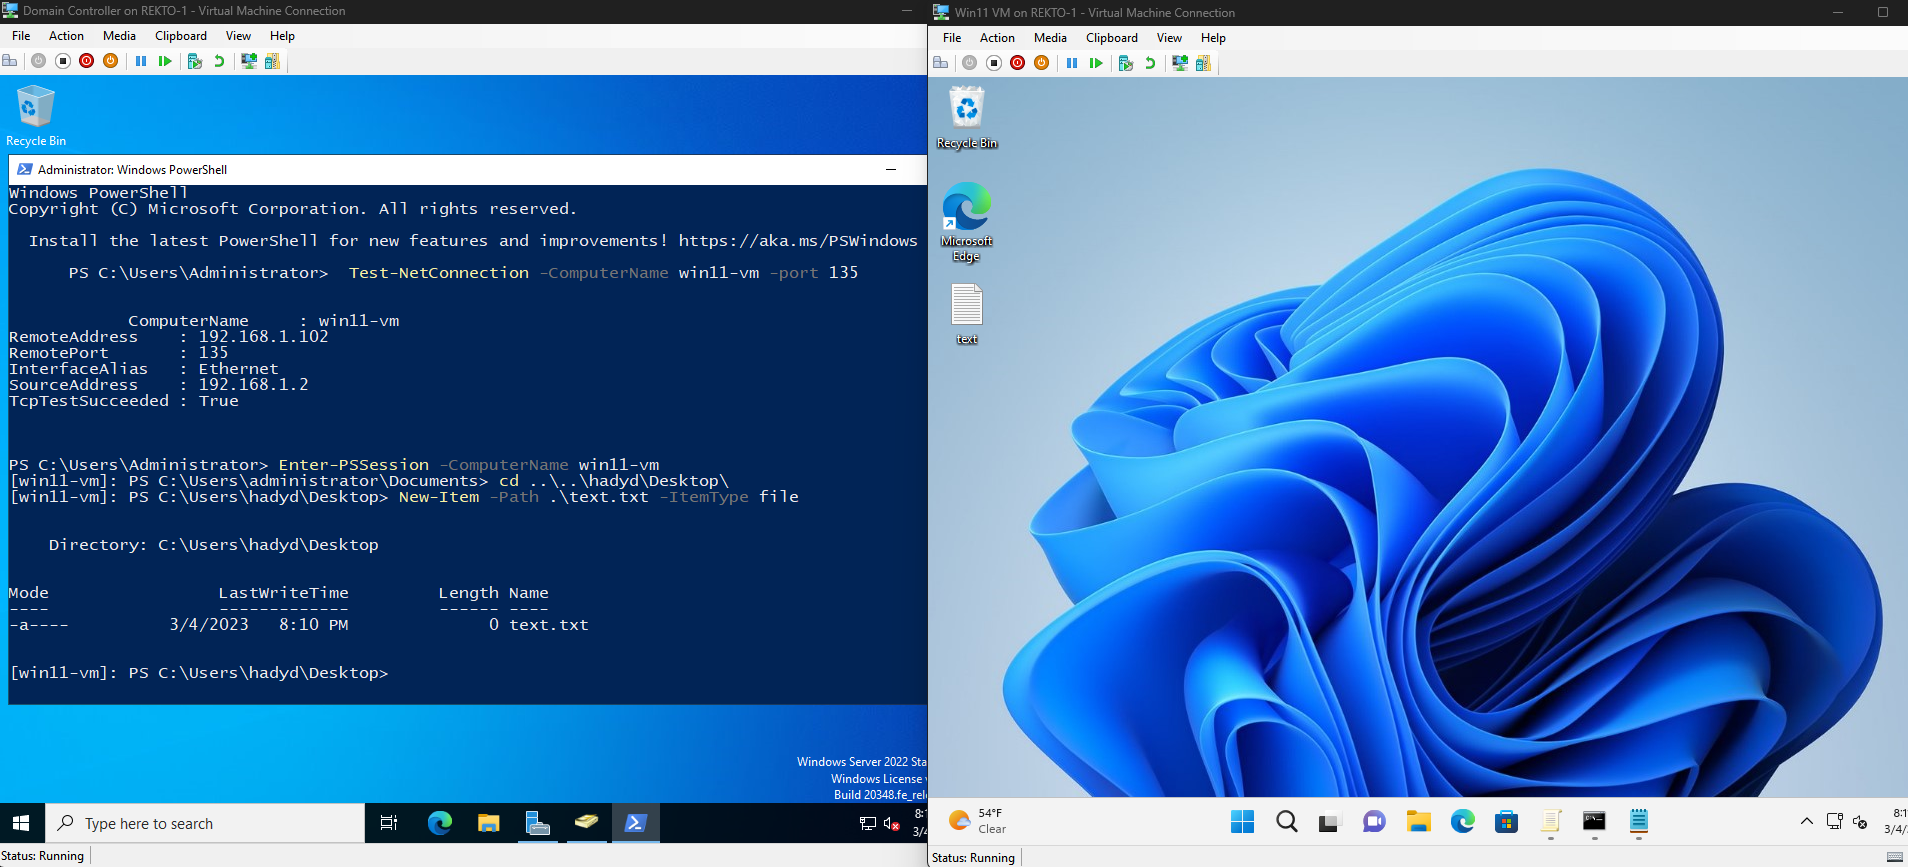 Domain Controller on REKTO-1 - Virtual Machine Connection
File Action Media Clipboard View Help
Recycle Bin
Administrator: Windows PowerShell
Windows PowerShell
Copyright (C) Microsoft Corporation. All rights reserved.
Install the latest PowerShell for new features and improvements! https://aka.ms/PSWindows
PS C:\Users\Administrator> Test-NetConnection -ComputerName win11-vm -port 135
ComputerName : win11-vm
RemoteAddress : 192.168.1.102
RemotePort : 135
InterfaceAlias : Ethernet
SourceAddress : 192.168.1.2
TcpTestSucceeded : True
PS C:\Users\Administrator> Enter-PSSession -ComputerName win11-vm
[win11-vm]: PS C:\Users\administrator\Documents> cd ..\..\hadyd\Desktop\
[win11-vm]: PS C:\Users\hadyd\Desktop> New-Item -Path .\text.txt -ItemType file
Directory: C:\Users\hadyd\Desktop
Mode LastWriteTime Length Name
---- ------------- ------ ----
-a---- 3/4/2023 8:10 PM 0 text.txt
[win11-vm]: PS C:\Users\hadyd\Desktop>
Windows Server 2022 Sta
Windows License
Build 20348.fe_rel
Type here to search
8:1
3/4
Status: Running
Win11 VM on REKTO-1 - Virtual Machine Connection
File Action Media Clipboard View Help
Recycle Bin
Microsoft
Edge
text
54°F
Clear
8:1
3/4/
Status: Running